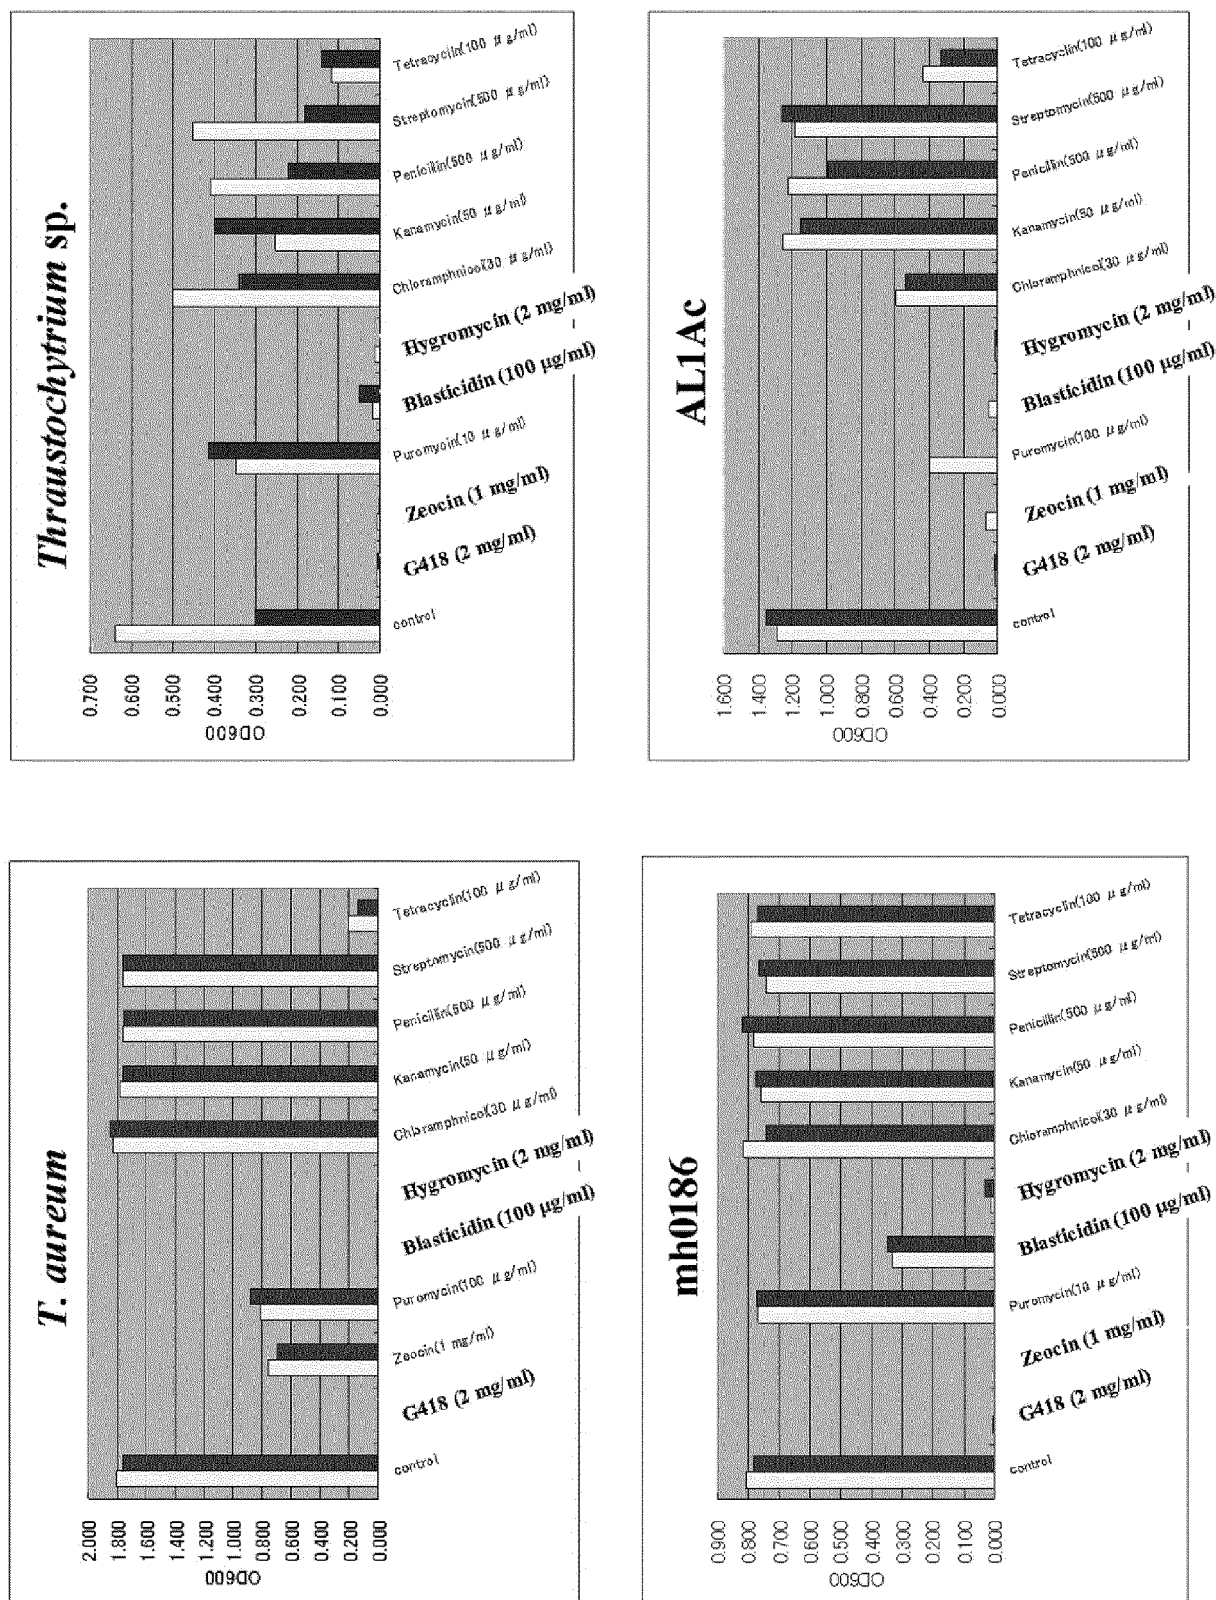 T. aureum
2.000
1.800
1.600
1.400
1.200
1.000
0.800
0.600
0.400
0.200
0.000
OD600
control
G418 (2 mg/ml)
Zeocin(1 mg/ml)
Puromycin(100 μg/ml)
Blasticidin (100 μg/ml)
Hygromycin (2 mg/ml)
Chloramphnicol(30 μg/ml)
Kanamycin(50 μg/ml)
Penicillin(500 μg/ml)
Streptomycin(500 μg/ml)
Tetracyclin(100 μg/ml)
Thraustochytrium sp.
0.700
0.600
0.500
0.400
0.300
0.200
0.100
0.000
OD600
control
G418 (2 mg/ml)
Zeocin (1 mg/ml)
Puromycin(10 μg/ml)
Blasticidin (100 μg/ml)
Hygromycin (2 mg/ml)
Chloramphnicol(30 μg/ml)
Kanamycin(50 μg/ml)
Penicillin(500 μg/ml)
Streptomycin(500 μg/ml)
Tetracyclin(100 μg/ml)
mh0186
0.900
0.800
0.700
0.600
0.500
0.400
0.300
0.200
0.100
0.000
OD600
control
G418 (2 mg/ml)
Zeocin (1 mg/ml)
Puromycin(10 μg/ml)
Blasticidin (100 μg/ml)
Hygromycin (2 mg/ml)
Chloramphnicol(30 μg/ml)
Kanamycin(50 μg/ml)
Penicillin(500 μg/ml)
Streptomycin(500 μg/ml)
Tetracyclin(100 μg/ml)
AL1Ac
1.600
1.400
1.200
1.000
0.800
0.600
0.400
0.200
0.000
OD600
control
G418 (2 mg/ml)
Zeocin (1 mg/ml)
Puromycin(100 μg/ml)
Blasticidin (100 μg/ml)
Hygromycin (2 mg/ml)
Chloramphnicol(30 μg/ml)
Kanamycin(50 μg/ml)
Penicillin(500 μg/ml)
Streptomycin(500 μg/ml)
Tetracyclin(100 μg/ml)